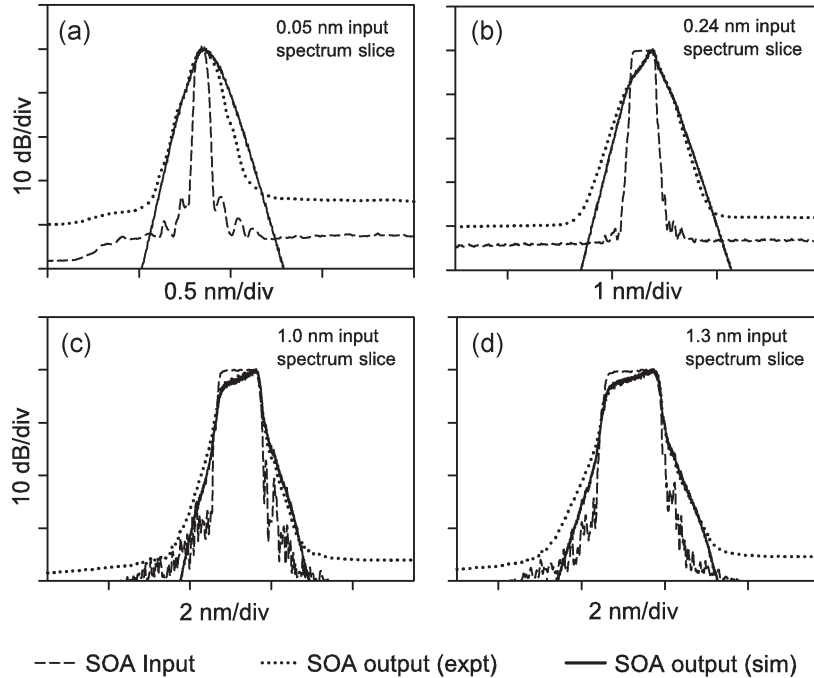 (a)
0.05 nm input
spectrum slice
(b)
0.24 nm input
spectrum slice
10 dB/div
0.5 nm/div
1 nm/div
(c)
1.0 nm input
spectrum slice
(d)
1.3 nm input
spectrum slice
10 dB/div
2 nm/div
2 nm/div
SOA Input
SOA output (expt)
SOA output (sim)